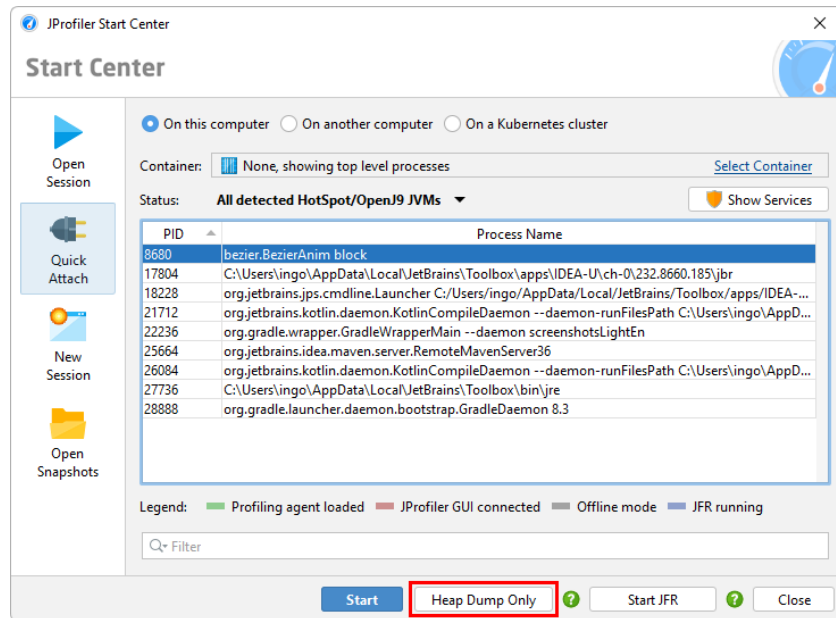 JProfiler Start Center
Start Center
Open Session
Quick Attach
New Session
Open Snapshots
On this computer On another computer On a Kubernetes cluster
Container: None, showing top level processes Select Container
Status: All detected HotSpot/OpenJ9 JVMs Show Services
PID Process Name
8680 bezier.BezierAnim block
17804 C:\Users\ingo\AppData\Local\JetBrains\Toolbox\apps\IDEA-U\ch-0\232.8660.185\jbr
18228 org.jetbrains.jps.cmdline.Launcher C:/Users/ingo/AppData/Local/JetBrains/Toolbox/apps/IDEA-...
21712 org.jetbrains.kotlin.daemon.KotlinCompileDaemon --daemon-runFilesPath C:\Users\ingo\AppD...
22236 org.gradle.wrapper.GradleWrapperMain --daemon screenshotsLightEn
25664 org.jetbrains.idea.maven.server.RemoteMavenServer36
26084 org.jetbrains.kotlin.daemon.KotlinCompileDaemon --daemon-runFilesPath C:\Users\ingo\AppD...
27736 C:\Users\ingo\AppData\Local\JetBrains\Toolbox\bin\jre
28888 org.gradle.launcher.daemon.bootstrap.GradleDaemon 8.3
Legend: Profiling agent loaded JProfiler GUI connected Offline mode JFR running
Filter
Start Heap Dump Only ? Start JFR ? Close